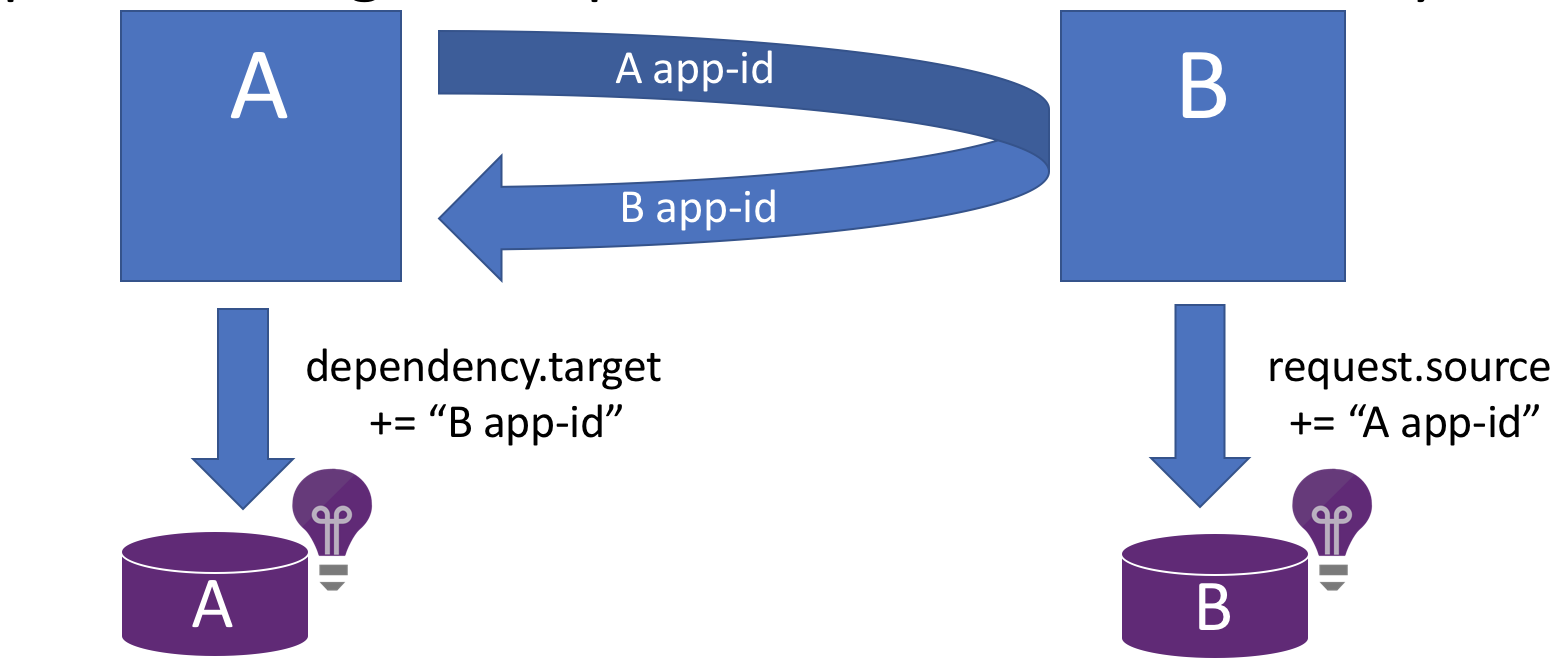 A
B
A app-id
B app-id
dependency.target
+= “B app-id”
request.source
+= “A app-id”
A
B